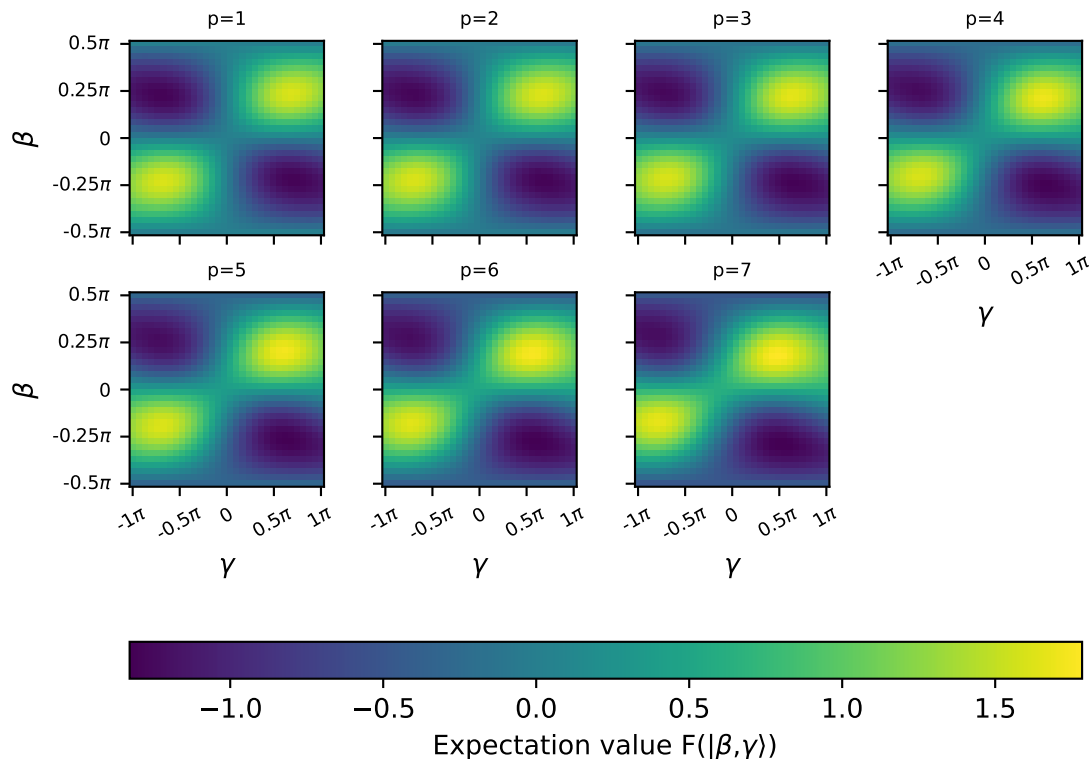 p=1 p=2 p=3 p=4
0.5π
0.25π
β
0
-0.25π
-0.5π
-1π -0.5π 0 0.5π 1π
γ
p=5 p=6 p=7
0.5π
0.25π
β
0
-0.25π
-0.5π
-1π -0.5π 0 0.5π 1π -1π -0.5π 0 0.5π 1π -1π -0.5π 0 0.5π 1π
γ γ γ
−1.0 −0.5 0.0 0.5 1.0 1.5
Expectation value F(|β,γ⟩)